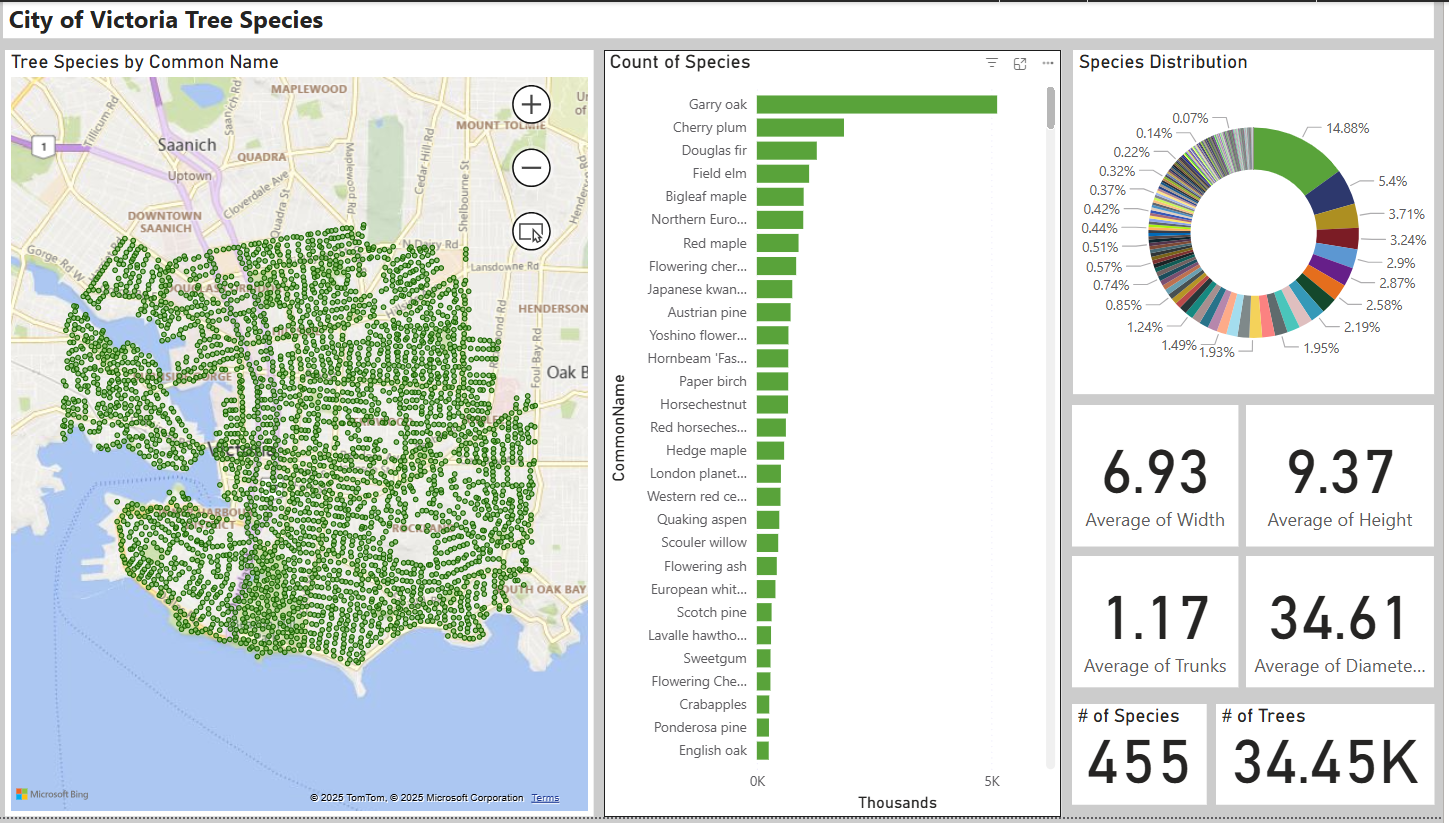 City of Victoria Tree Species
Tree Species by Common Name
MAPLEWOOD
Tillicum Rd
Saanich Rd
MOUNT TOLMIE
1
Saanich
QUADRA
Uptown
Cloverdale Ave
Quadra St
Maplewood Rd
Cedar Hill Rd
Shelbourne St
DOWNTOWN
SAANICH
Gorge Rd W
N Dairy Rd
Lansdowne Rd
HENDERSON
Foul Bay Rd
Oak B
Victoria
ROCKLAND
SOUTH OAK BAY
Microsoft Bing
© 2025 TomTom, © 2025 Microsoft Corporation Terms
Count of Species
CommonName
Garry oak
Cherry plum
Douglas fir
Field elm
Bigleaf maple
Northern Euro...
Red maple
Flowering cher...
Japanese kwan...
Austrian pine
Yoshino flower...
Hornbeam 'Fas...
Paper birch
Horsechestnut
Red horseches...
Hedge maple
London planet...
Western red ce...
Quaking aspen
Scouler willow
Flowering ash
European whit...
Scotch pine
Lavalle hawtho...
Sweetgum
Flowering Che...
Crabapples
Ponderosa pine
English oak
0K 5K
Thousands
Species Distribution
14.88%
5.4%
3.71%
3.24%
2.9%
2.87%
2.58%
2.19%
1.95%
1.93%
1.49%
1.24%
0.85%
0.74%
0.57%
0.51%
0.44%
0.42%
0.37%
0.32%
0.22%
0.14%
0.07%
6.93
Average of Width
9.37
Average of Height
1.17
Average of Trunks
34.61
Average of Diamete...
# of Species
455
# of Trees
34.45K